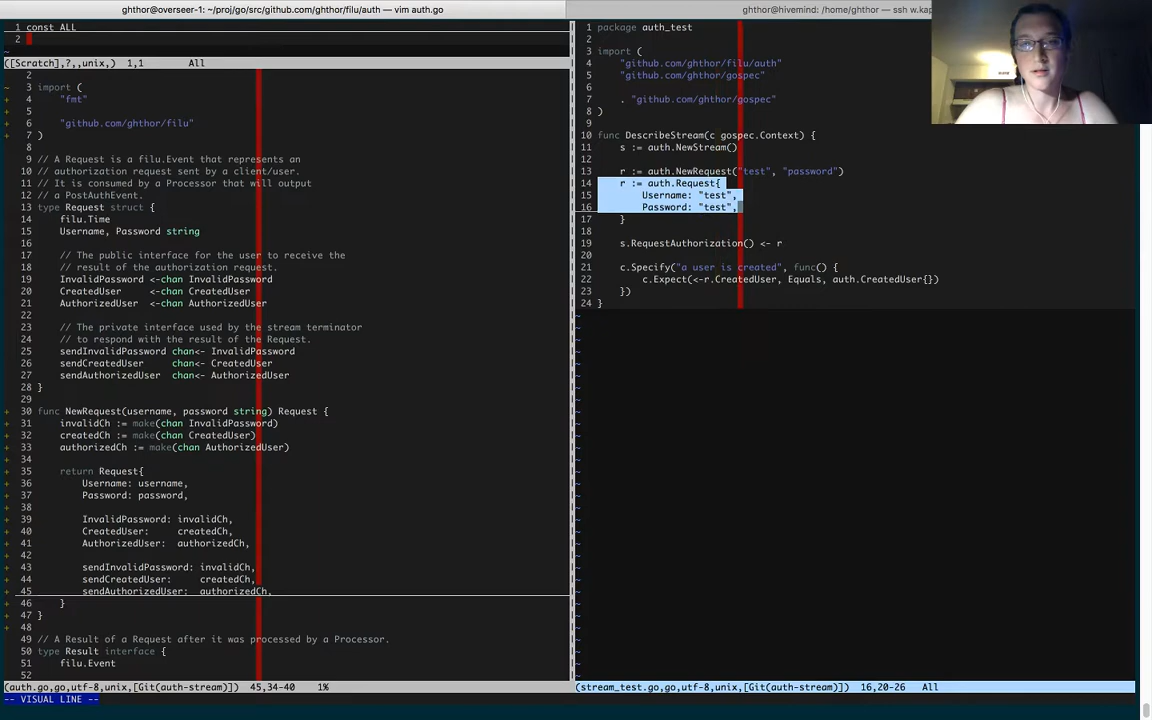 ghthor@overseer-1: ~/proj/go/src/github.com/ghthor/filu/auth — vim auth.go
1 const ALL
2
~
([Scratch],?,,unix,) 1,1 All
2
~ 3 import (
+ 4 "fmt"
+ 5
+ 6 "github.com/ghthor/filu"
+ 7 )
8
9 // A Request is a filu.Event that represents an
10 // authorization request sent by a client/user.
11 // It is consumed by a Processor that will output
12 // a PostAuthEvent.
13 type Request struct {
14 filu.Time
15 Username, Password string
16
17 // The public interface for the user to receive the
18 // result of the authorization request.
19 InvalidPassword <-chan InvalidPassword
20 CreatedUser <-chan CreatedUser
21 AuthorizedUser <-chan AuthorizedUser
22
23 // The private interface used by the stream terminator
24 // to respond with the result of the Request.
25 sendInvalidPassword chan<- InvalidPassword
26 sendCreatedUser chan<- CreatedUser
27 sendAuthorizedUser chan<- AuthorizedUser
28 }
29
+ 30 func NewRequest(username, password string) Request {
+ 31 invalidCh := make(chan InvalidPassword)
+ 32 createdCh := make(chan CreatedUser)
+ 33 authorizedCh := make(chan AuthorizedUser)
+ 34
+ 35 return Request{
+ 36 Username: username,
+ 37 Password: password,
+ 38
+ 39 InvalidPassword: invalidCh,
+ 40 CreatedUser: createdCh,
+ 41 AuthorizedUser: authorizedCh,
+ 42
+ 43 sendInvalidPassword: invalidCh,
+ 44 sendCreatedUser: createdCh,
+ 45 sendAuthorizedUser: authorizedCh,
+ 46 }
+ 47 }
+ 48
49 // A Result of a Request after it was processed by a Processor.
50 type Result interface {
51 filu.Event
52
(auth.go,go,utf-8,unix,[Git(auth-stream)]) 45,34-40 1%
-- VISUAL LINE --
ghthor@hivemind: /home/ghthor — ssh w.kap
1 package auth_test
2
3 import (
4 "github.com/ghthor/filu/auth"
5 "github.com/ghthor/gospec"
6
7 . "github.com/ghthor/gospec"
8 )
9
10 func DescribeStream(c gospec.Context) {
11 s := auth.NewStream()
12
13 r := auth.NewRequest("test", "password")
14 r := auth.Request{
15 Username: "test",
16 Password: "test",
17 }
18
19 s.RequestAuthorization() <- r
20
21 c.Specify("a user is created", func() {
22 c.Expect(<-r.CreatedUser, Equals, auth.CreatedUser{})
23 })
24 }
(stream_test.go,go,utf-8,unix,[Git(auth-stream)]) 16,20-26 All